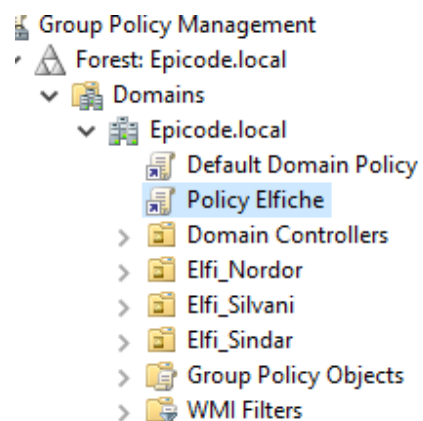 Group Policy Management
Forest: Epicode.local
Domains
Epicode.local
Default Domain Policy
Policy Elfiche
Domain Controllers
Elfi_Nordor
Elfi_Silvani
Elfi_Sindar
Group Policy Objects
WMI Filters